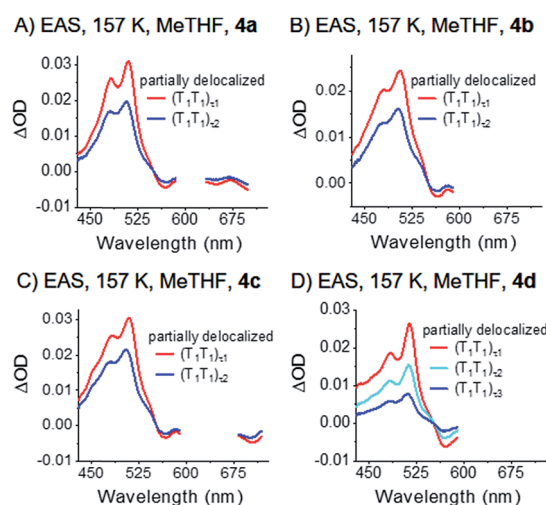 A) EAS, 157 K, MeTHF, 4a
0.03
0.02
0.01
0.00
-0.01
ΔOD
partially delocalized
(T₁T₁)τ1
(T₁T₁)τ2
450 525 600 675
Wavelength (nm)
B) EAS, 157 K, MeTHF, 4b
0.03
0.02
0.01
0.00
ΔOD
partially delocalized
(T₁T₁)τ1
(T₁T₁)τ2
450 525 600 675
Wavelength (nm)
C) EAS, 157 K, MeTHF, 4c
0.03
0.02
0.01
0.00
-0.01
ΔOD
partially delocalized
(T₁T₁)τ1
(T₁T₁)τ2
450 525 600 675
Wavelength (nm)
D) EAS, 157 K, MeTHF, 4d
0.03
0.02
0.01
0.00
-0.01
ΔOD
partially delocalized
(T₁T₁)τ1
(T₁T₁)τ2
(T₁T₁)τ3
450 525 600 675
Wavelength (nm)